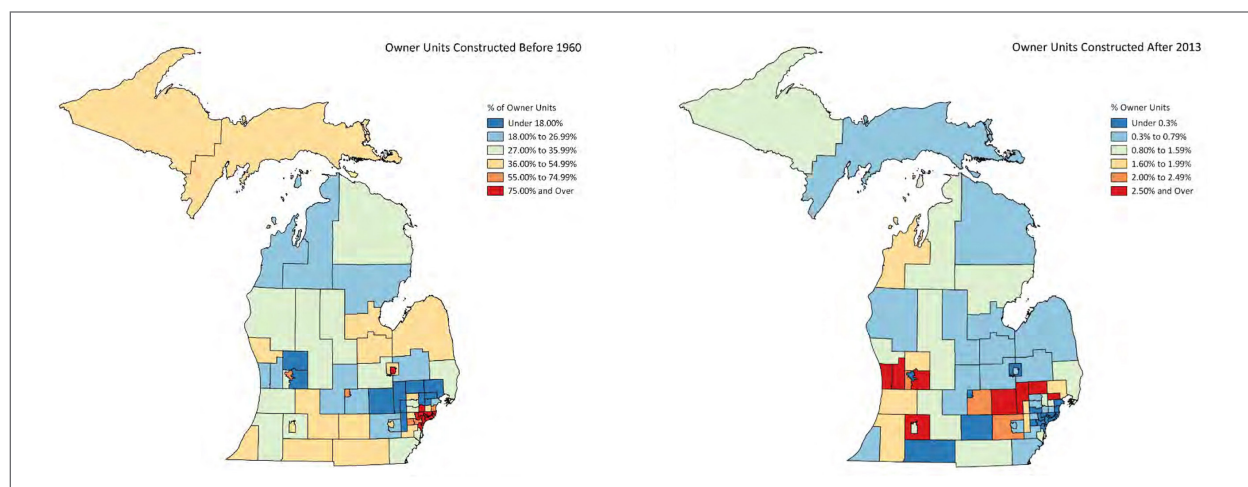 Owner Units Constructed Before 1960
% of Owner Units
Under 18.00%
18.00% to 26.99%
27.00% to 35.99%
36.00% to 54.99%
55.00% to 74.99%
75.00% and Over
Owner Units Constructed After 2013
% Owner Units
Under 0.3%
0.3% to 0.79%
0.80% to 1.59%
1.60% to 1.99%
2.00% to 2.49%
2.50% and Over